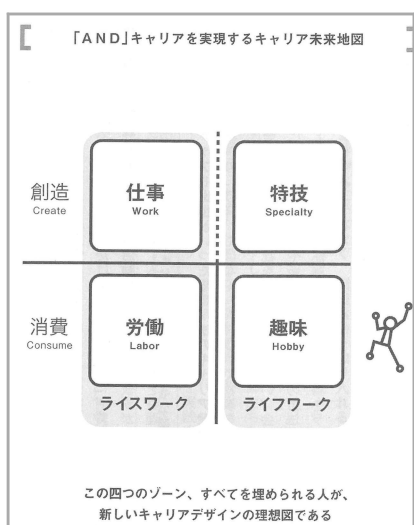 「AND」キャリアを実現するキャリア未来地図
創造
Create
仕事
Work
特技
Specialty
消費
Consume
労働
Labor
趣味
Hobby
ライスワーク
ライフワーク
この四つのゾーン、すべてを埋められる人が、
新しいキャリアデザインの理想図である